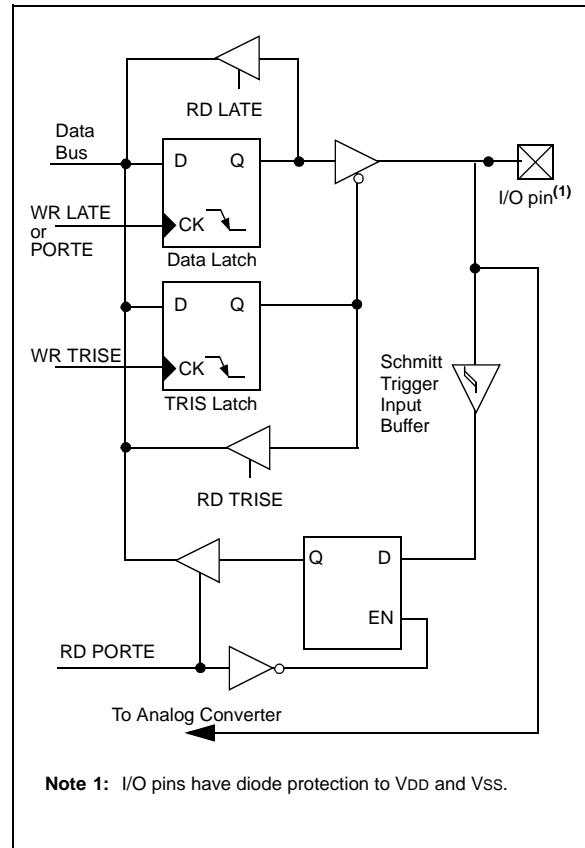 RD LATE
Data
Bus
D Q
WR LATE
or
PORTE
CK
Data Latch
I/O pin(1)
D Q
WR TRISE
CK
TRIS Latch
Schmitt
Trigger
Input
Buffer
RD TRISE
Q D
EN
RD PORTE
To Analog Converter
Note 1: I/O pins have diode protection to VDD and VSS.